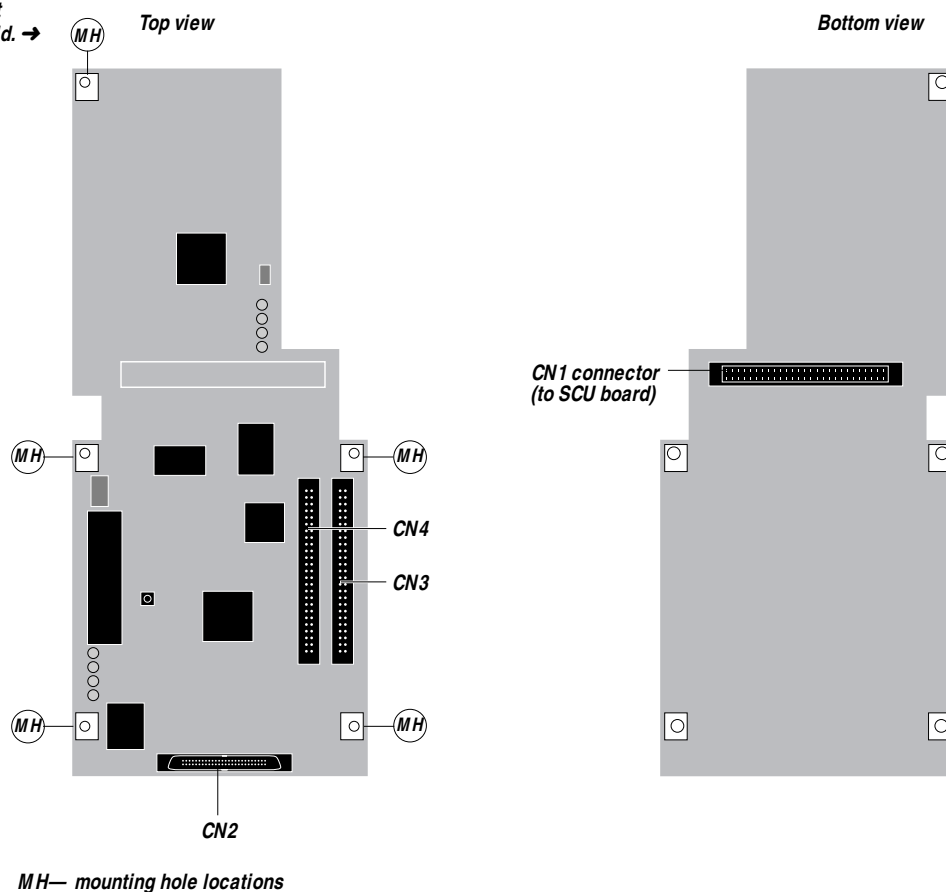 d. ➔
MH
Top view
Bottom view
CN1 connector
(to SCU board)
MH
MH
CN4
CN3
MH
MH
CN2
MH— mounting hole locations